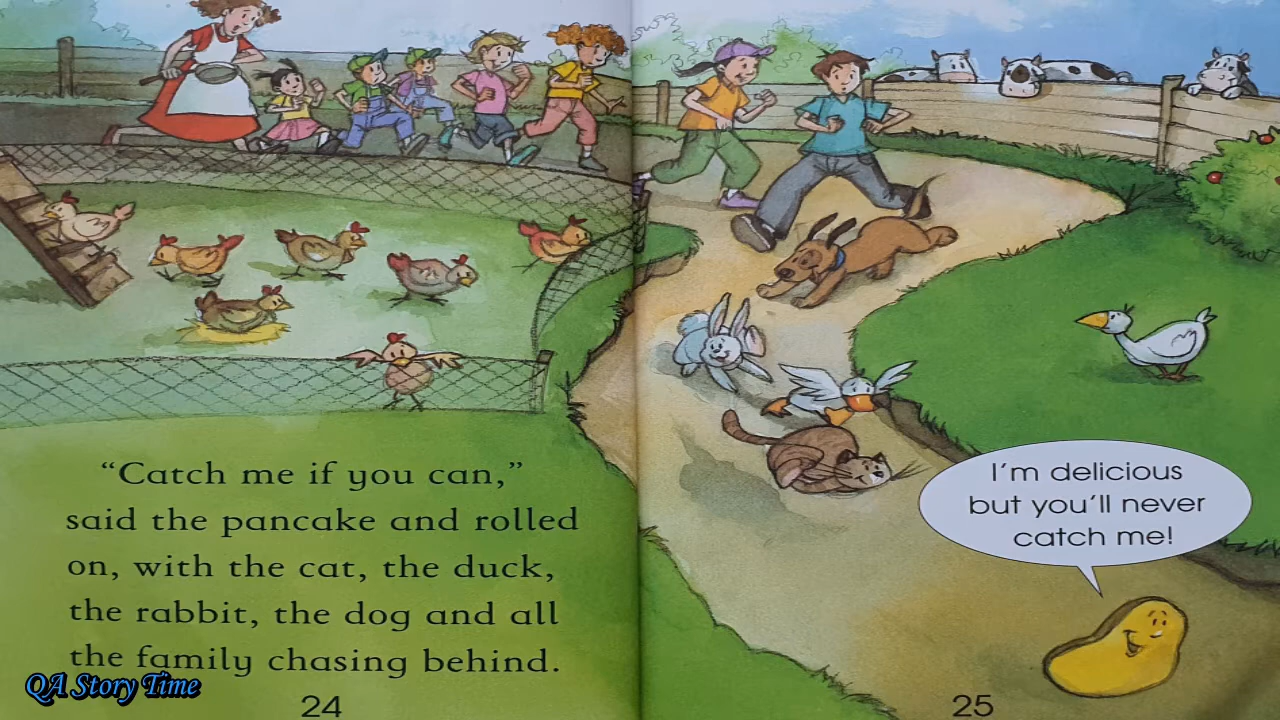 “Catch me if you can,”
said the pancake and rolled
on, with the cat, the duck,
the rabbit, the dog and all
the family chasing behind.
QA Story Time
24
I’m delicious
but you’ll never
catch me!
25